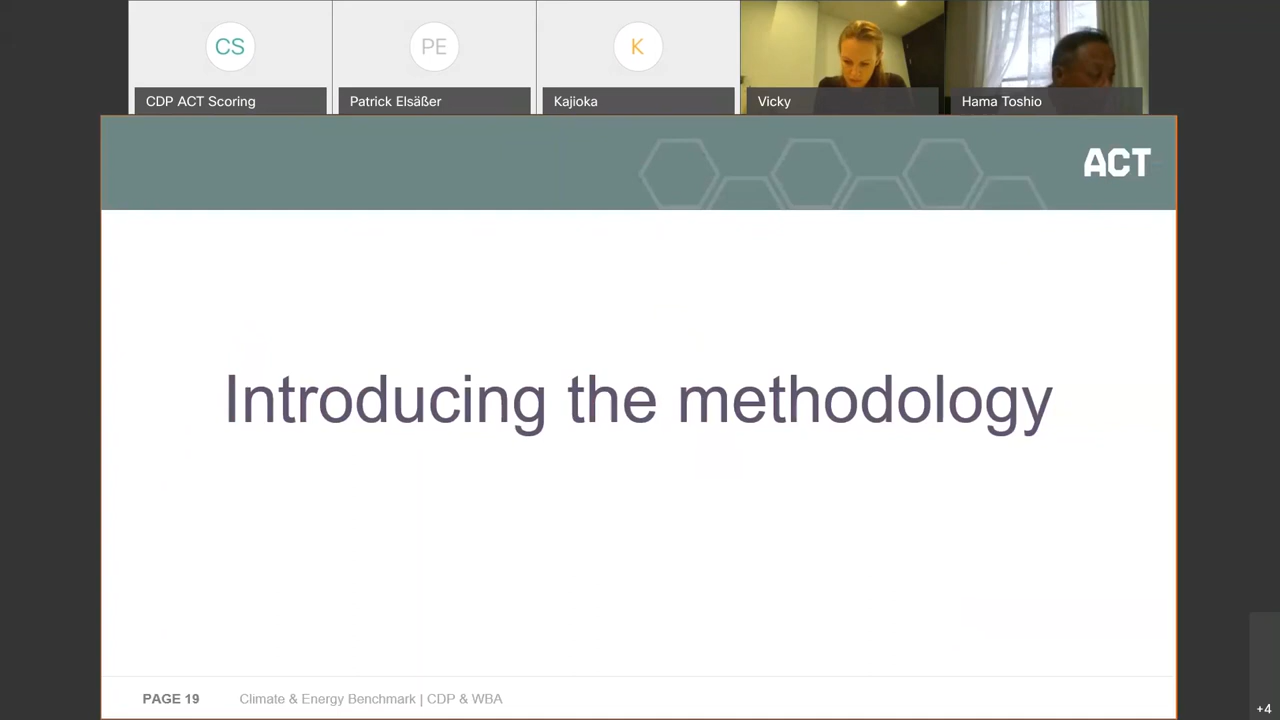 CS
PE
K
CDP ACT Scoring
Patrick Elsäßer
Kajioka
Vicky
Hama Toshio
ACT
Introducing the methodology
PAGE 19
Climate & Energy Benchmark | CDP & WBA
+4